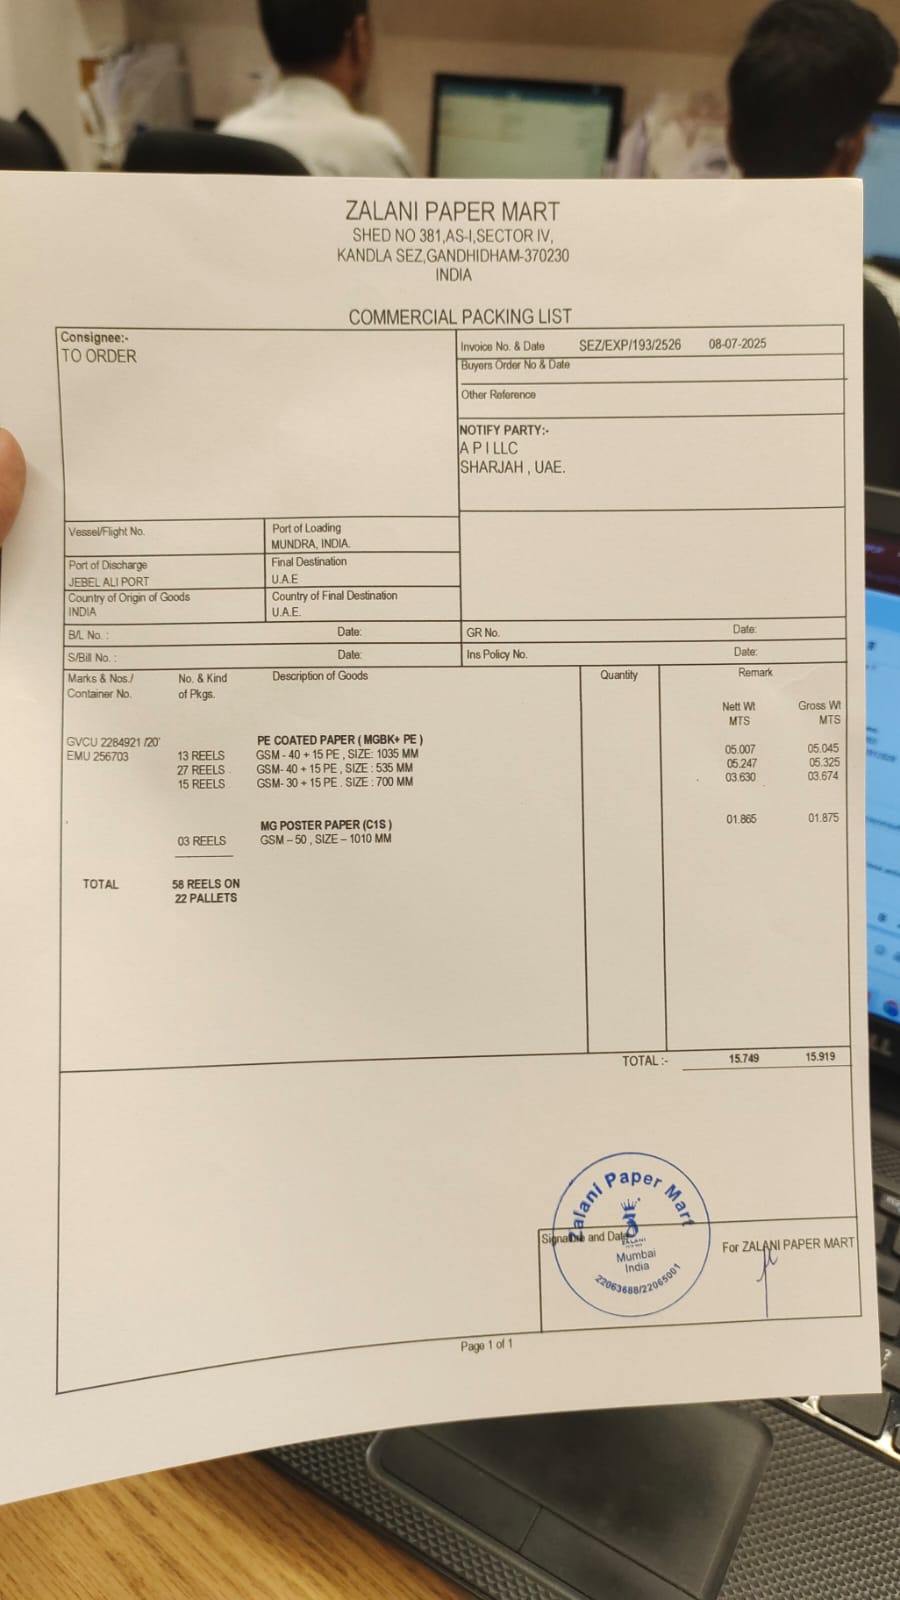 ZALANI PAPER MART
SHED NO 381,AS-I,SECTOR IV,
KANDLA SEZ,GANDHIDHAM-370230
INDIA
COMMERCIAL PACKING LIST
Consignee:-
TO ORDER
Invoice No. & Date SEZ/EXP/193/2526 08-07-2025
Buyers Order No & Date
Other Reference
NOTIFY PARTY:-
A P I LLC
SHARJAH , UAE.
Vessel/Flight No.
Port of Loading
MUNDRA, INDIA.
Port of Discharge
JEBEL ALI PORT
Final Destination
U.A.E
Country of Origin of Goods
INDIA
Country of Final Destination
U.A.E.
B/L No. : Date: GR No. Date:
S/Bill No. : Date: Ins Policy No. Date:
Marks & Nos./ No. & Kind Description of Goods Quantity Remark
Container No. of Pkgs.
Nett Wt Gross Wt
MTS MTS
GVCU 2284921 /20' PE COATED PAPER ( MGBK+ PE )
EMU 256703 13 REELS GSM - 40 + 15 PE , SIZE: 1035 MM 05.007 05.045
27 REELS GSM- 40 + 15 PE , SIZE : 535 MM 05.247 05.325
15 REELS GSM- 30 + 15 PE . SIZE : 700 MM 03.630 03.674
MG POSTER PAPER (C1S ) 01.865 01.875
03 REELS GSM – 50 , SIZE – 1010 MM
TOTAL 58 REELS ON
22 PALLETS
TOTAL :- 15.749 15.919
Zalani Paper Mart
ZALANI
Mumbai
India
22063688/22065001
Signature and Date
For ZALANI PAPER MART
Page 1 of 1